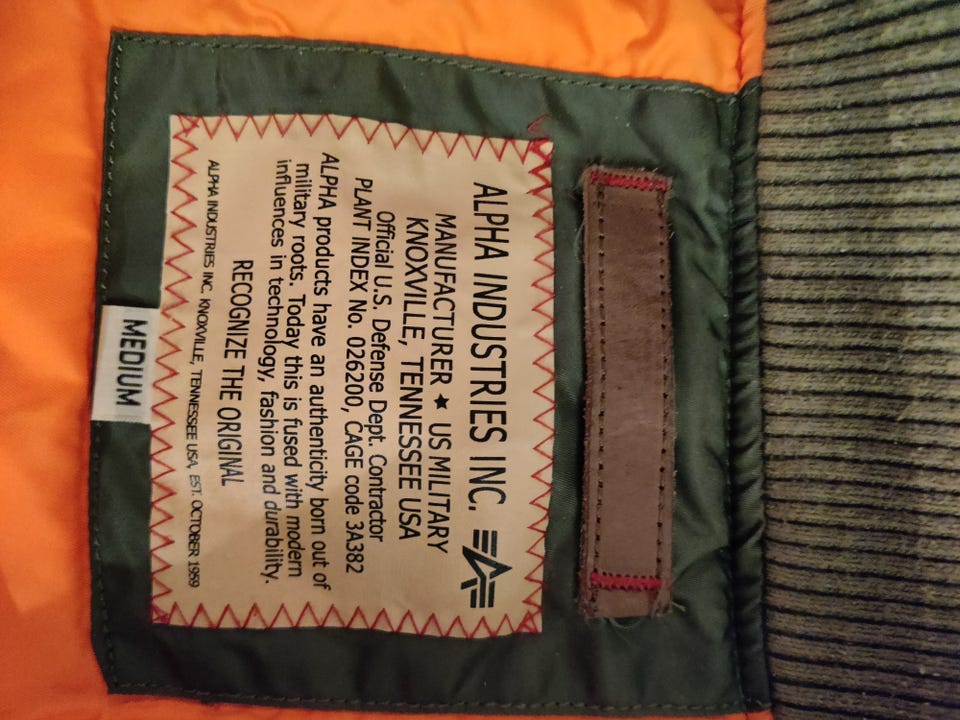 ALPHA INDUSTRIES INC.
MANUFACTURER ★ US MILITARY
KNOXVILLE, TENNESSEE USA
Official U.S. Defense Dept. Contractor
PLANT INDEX No. 026200, CAGE code 3A382
ALPHA products have an authenticity born out of
military roots. Today this is fused with modern
influences in technology, fashion and durability.
RECOGNIZE THE ORIGINAL
ALPHA INDUSTRIES INC. KNOXVILLE, TENNESSEE USA, EST. OCTOBER 1959
MEDIUM